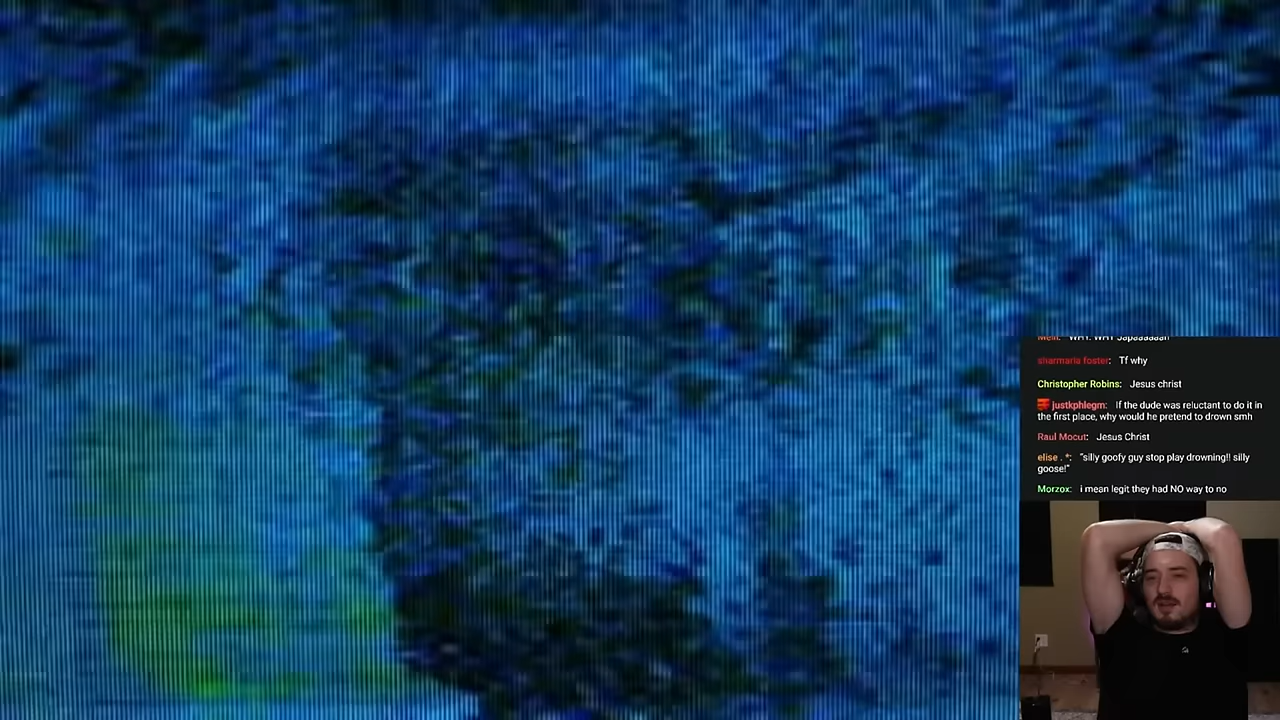 sharmaria foster: Tf why
Christopher Robins: Jesus christ
justkphlegm: If the dude was reluctant to do it in
the first place, why would he pretend to drown smh
Raul Mocut: Jesus Christ
elise . *: "silly goofy guy stop play drowning!! silly
goose!"
Morzox: i mean legit they had NO way to no